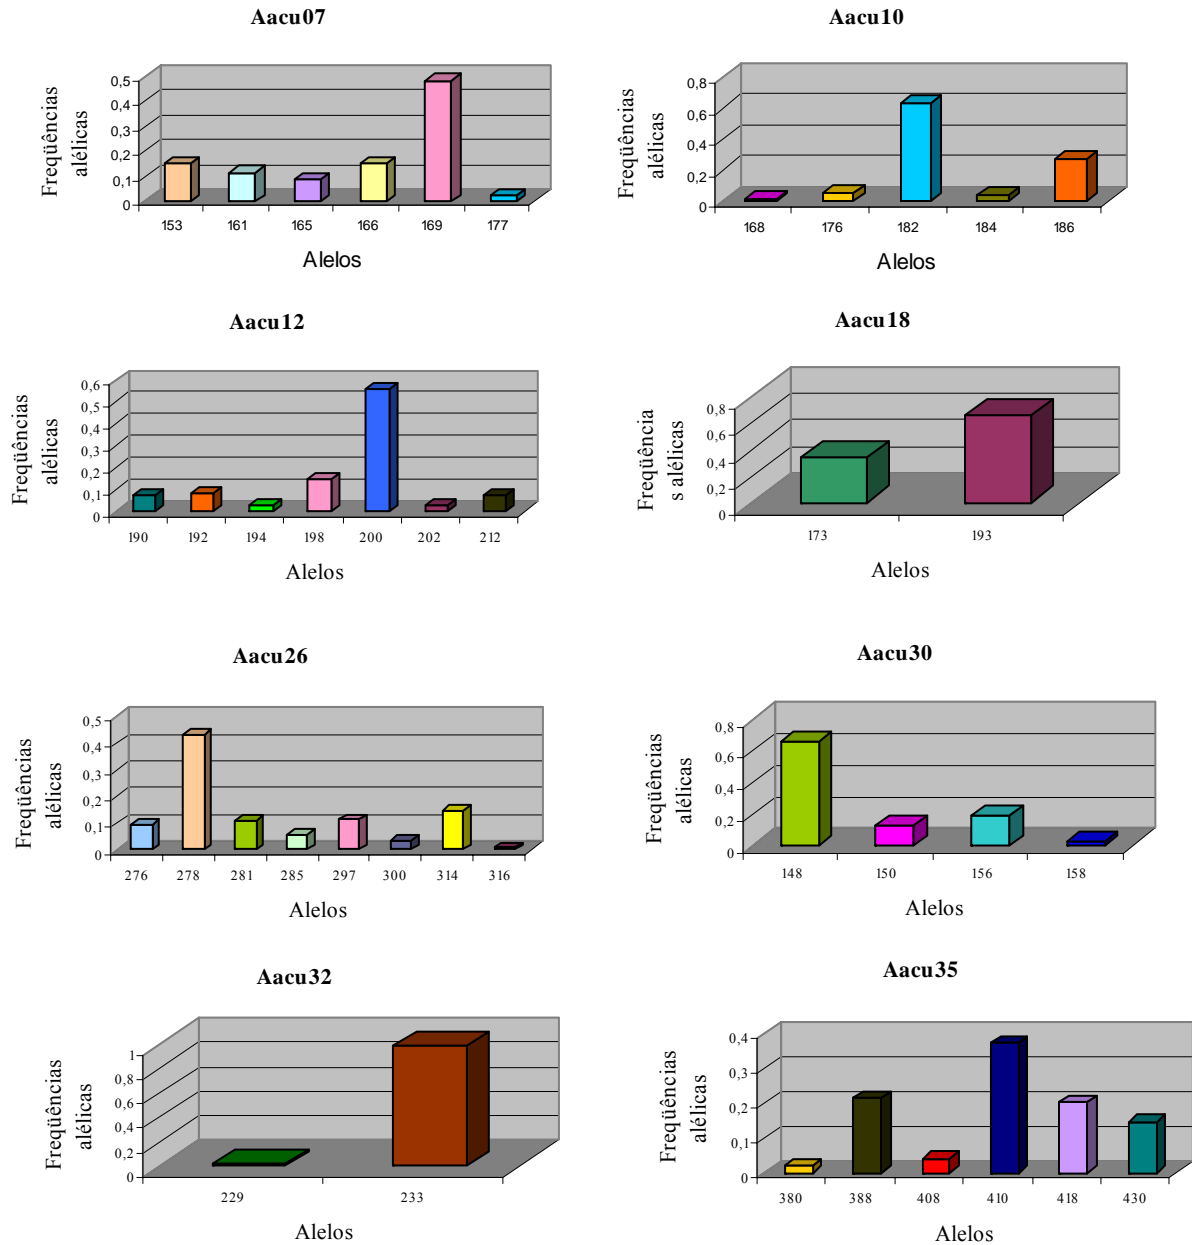 Aacu07
Freqüências
alélicas
0,5
0,4
0,3
0,2
0,1
0
153 161 165 166 169 177
Alelos
Aacu10
Freqüências
alélicas
0,8
0,6
0,4
0,2
0
168 176 182 184 186
Alelos
Aacu12
Freqüências
alélicas
0,6
0,5
0,4
0,3
0,2
0,1
0
190 192 194 198 200 202 212
Alelos
Aacu18
Freqüência
s alélicas
0,8
0,6
0,4
0,2
0
173 193
Alelos
Aacu26
Freqüências
alélicas
0,5
0,4
0,3
0,2
0,1
0
276 278 281 285 297 300 314 316
Alelos
Aacu30
Freqüências
alélicas
0,8
0,6
0,4
0,2
0
148 150 156 158
Alelos
Aacu32
Freqüências
alélicas
1
0,8
0,6
0,4
0,2
0
229 233
Alelos
Aacu35
Freqüências
alélicas
0,4
0,3
0,2
0,1
0
380 388 408 410 418 430
Alelos